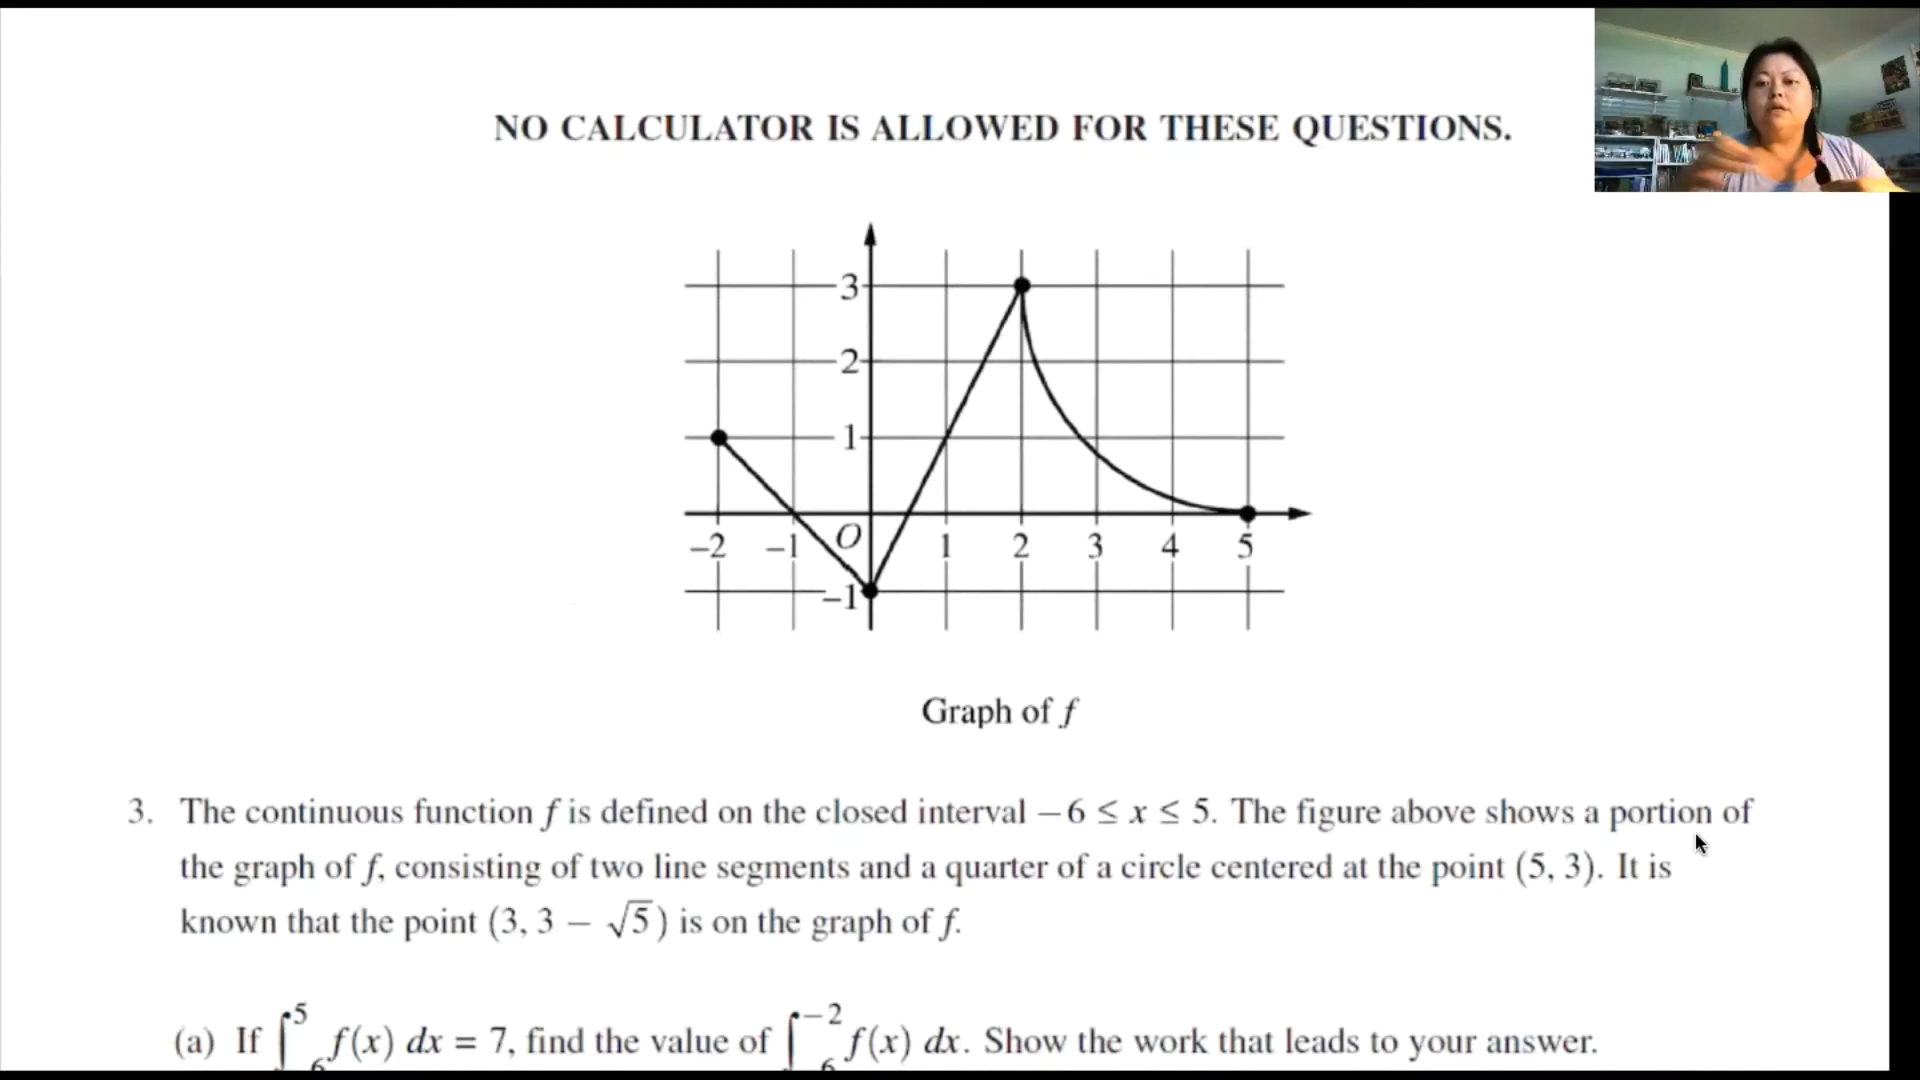 NO CALCULATOR IS ALLOWED FOR THESE QUESTIONS.
3
2
1
O
-2 -1 1 2 3 4 5
-1
Graph of f
3. The continuous function f is defined on the closed interval −6 ≤ x ≤ 5. The figure above shows a portion of
the graph of f, consisting of two line segments and a quarter of a circle centered at the point (5, 3). It is
known that the point (3, 3 − √5) is on the graph of f.
(a) If ∫₋₆⁵ f(x) dx = 7, find the value of ∫₋₆⁻² f(x) dx. Show the work that leads to your answer.